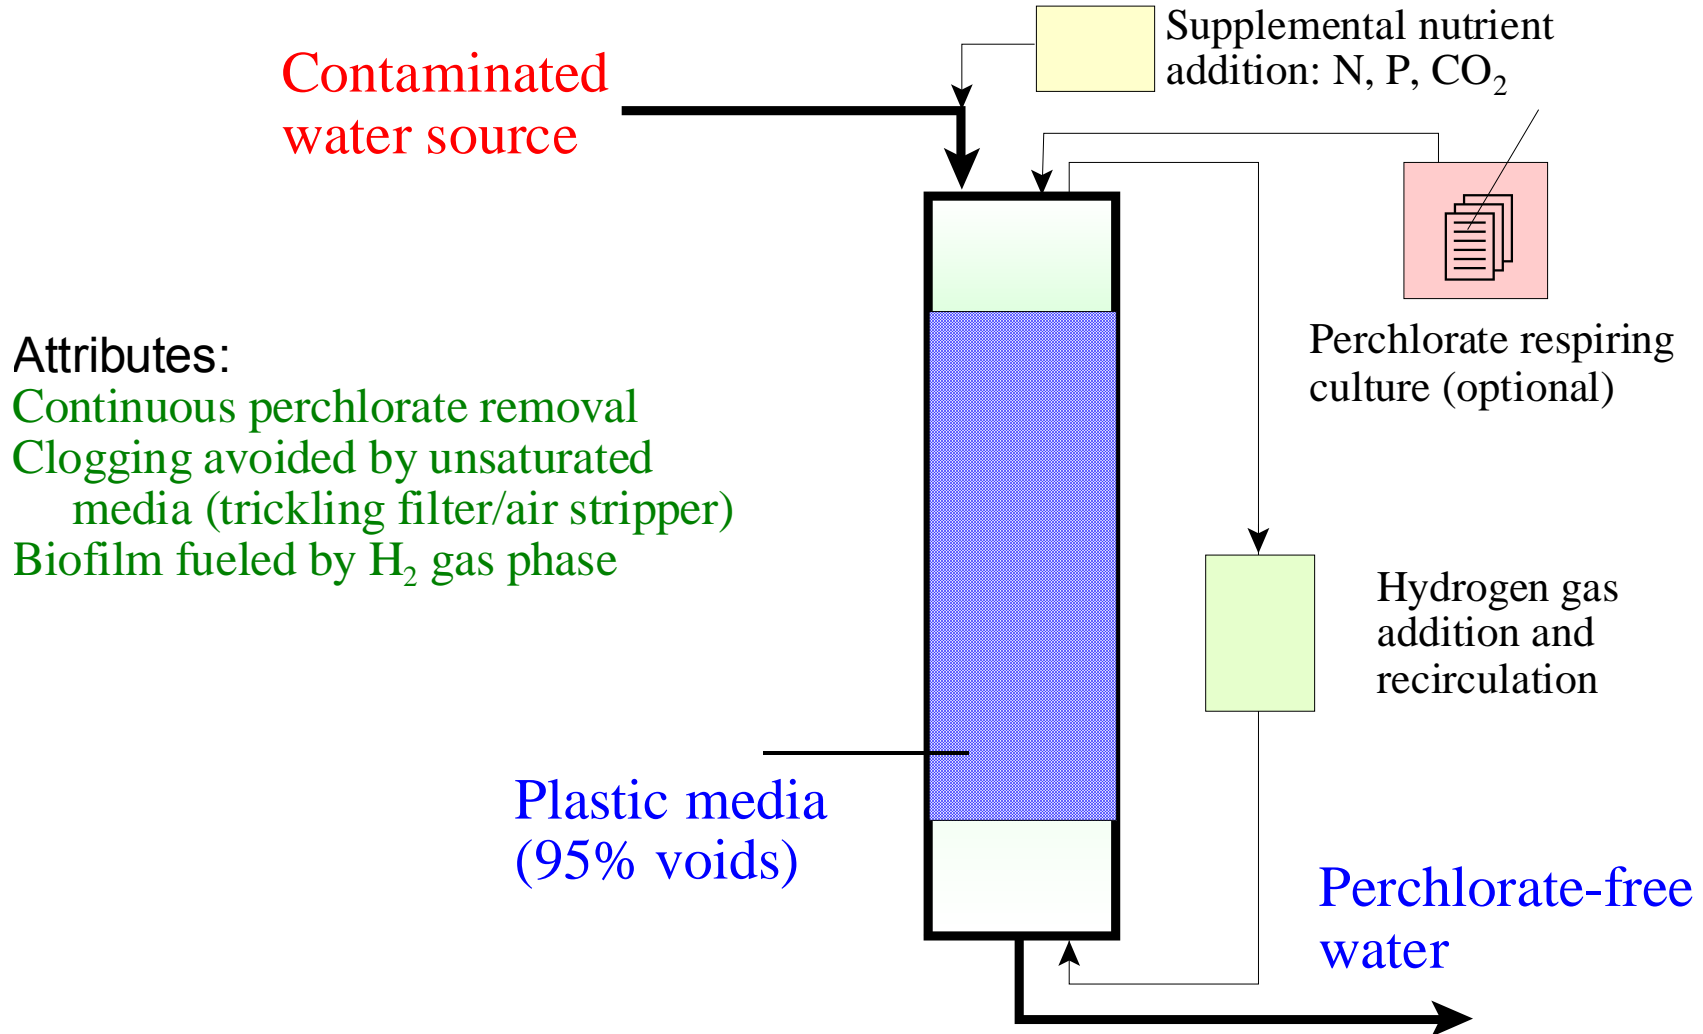 Supplemental nutrient
addition: N, P, CO₂
Contaminated
water source
Perchlorate respiring
culture (optional)
Attributes:
Continuous perchlorate removal
Clogging avoided by unsaturated
media (trickling filter/air stripper)
Biofilm fueled by H₂ gas phase
Hydrogen gas
addition and
recirculation
Plastic media
(95% voids)
Perchlorate-free
water